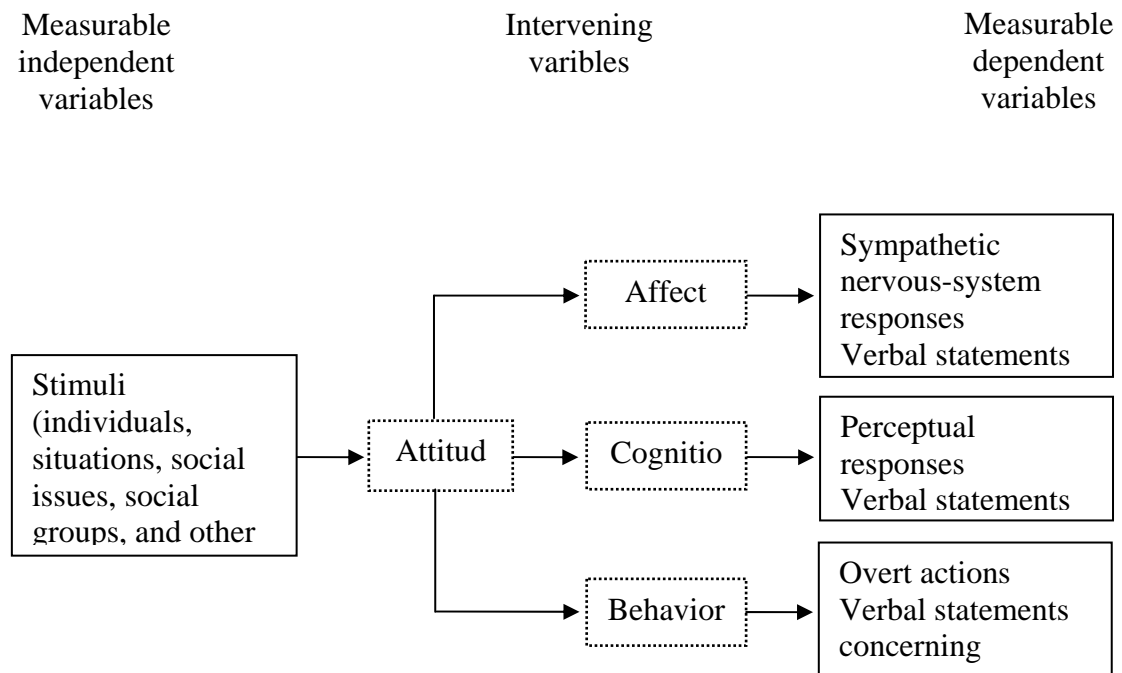 Measurable
independent
variables
Intervening
varibles
Measurable
dependent
variables
Stimuli
(individuals,
situations, social
issues, social
groups, and other
Attitud
Affect
Cognitio
Behavior
Sympathetic
nervous-system
responses
Verbal statements
Perceptual
responses
Verbal statements
Overt actions
Verbal statements
concerning